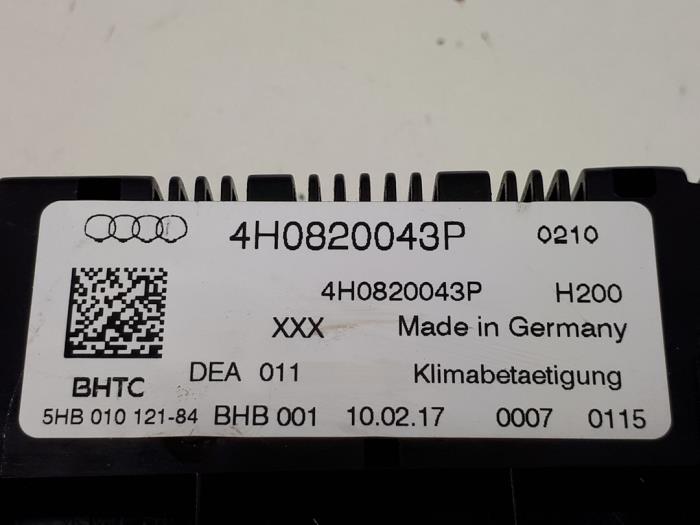 4H0820043P 0210
4H0820043P H200
XXX Made in Germany
BHTC DEA 011 Klimabetaetigung
5HB 010 121-84 BHB 001 10.02.17 0007 0115